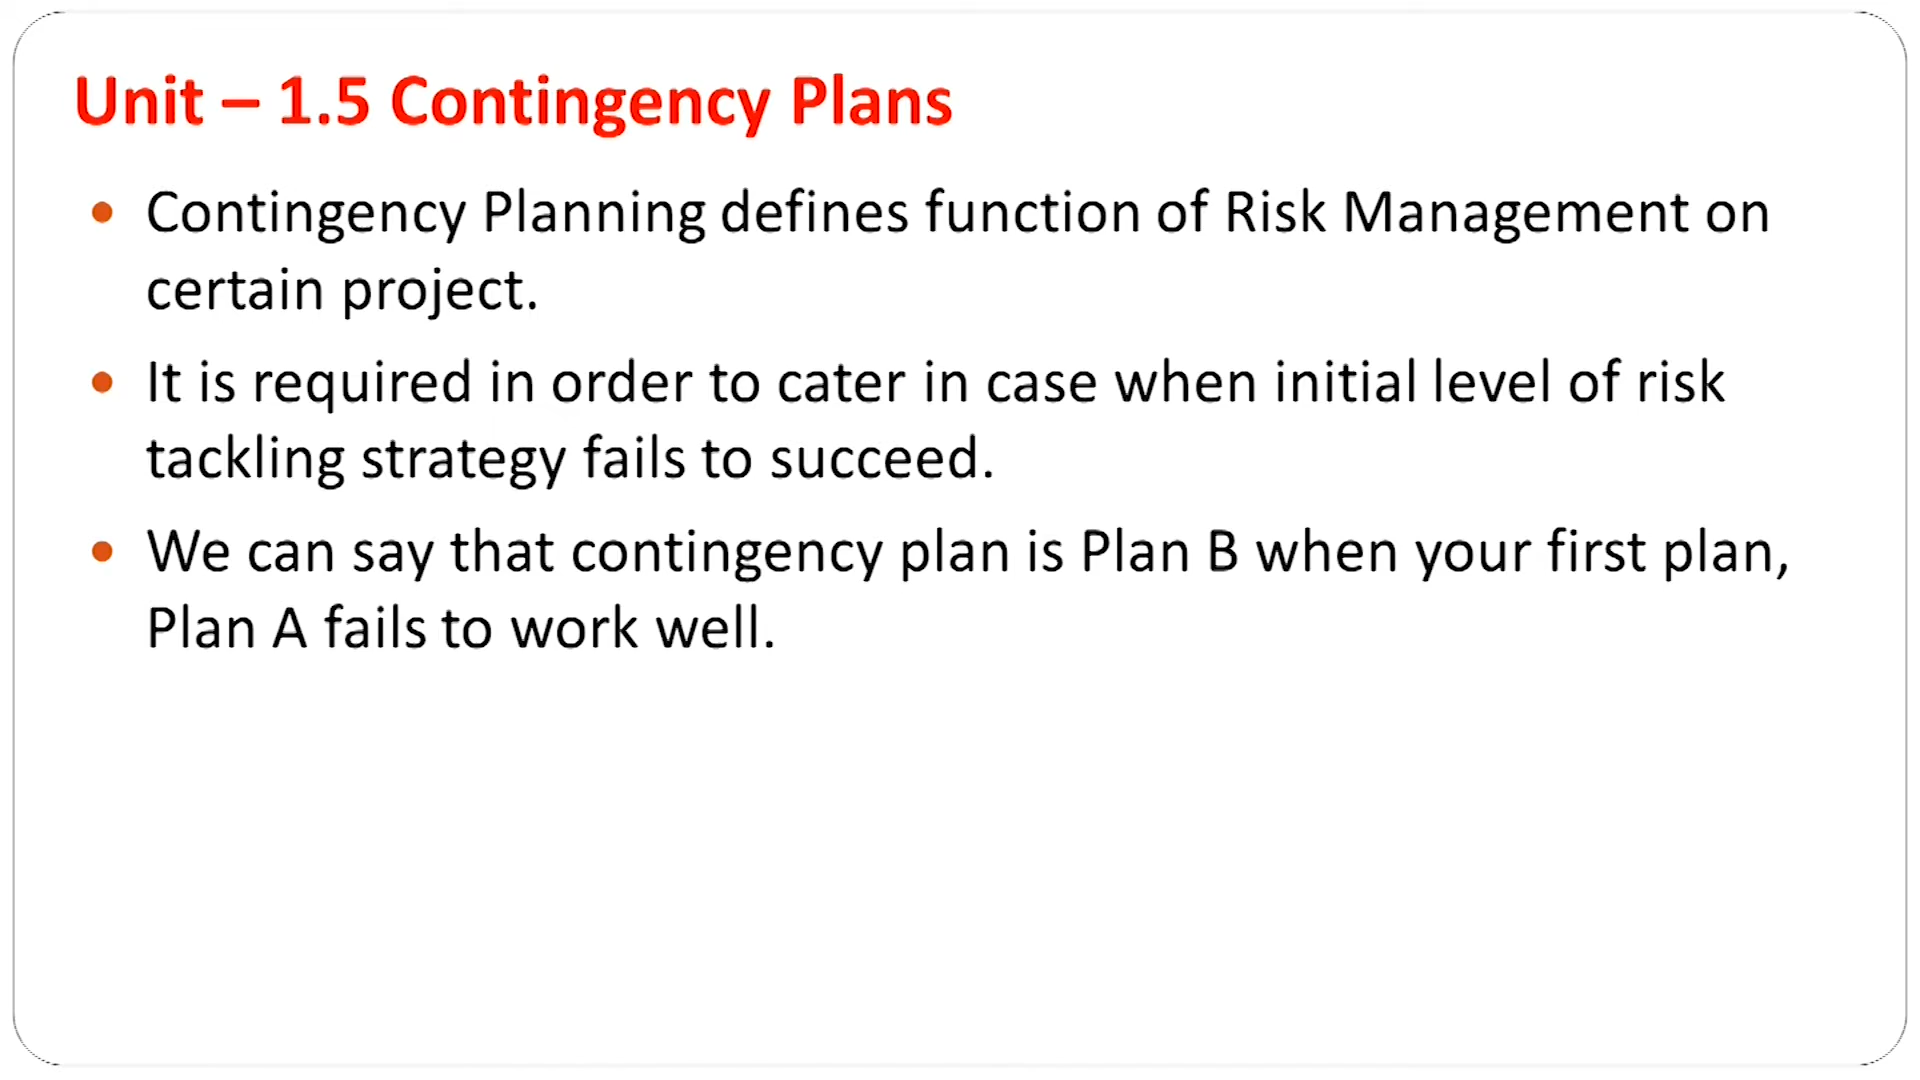 Unit – 1.5 Contingency Plans
• Contingency Planning defines function of Risk Management on
certain project.
• It is required in order to cater in case when initial level of risk
tackling strategy fails to succeed.
• We can say that contingency plan is Plan B when your first plan,
Plan A fails to work well.